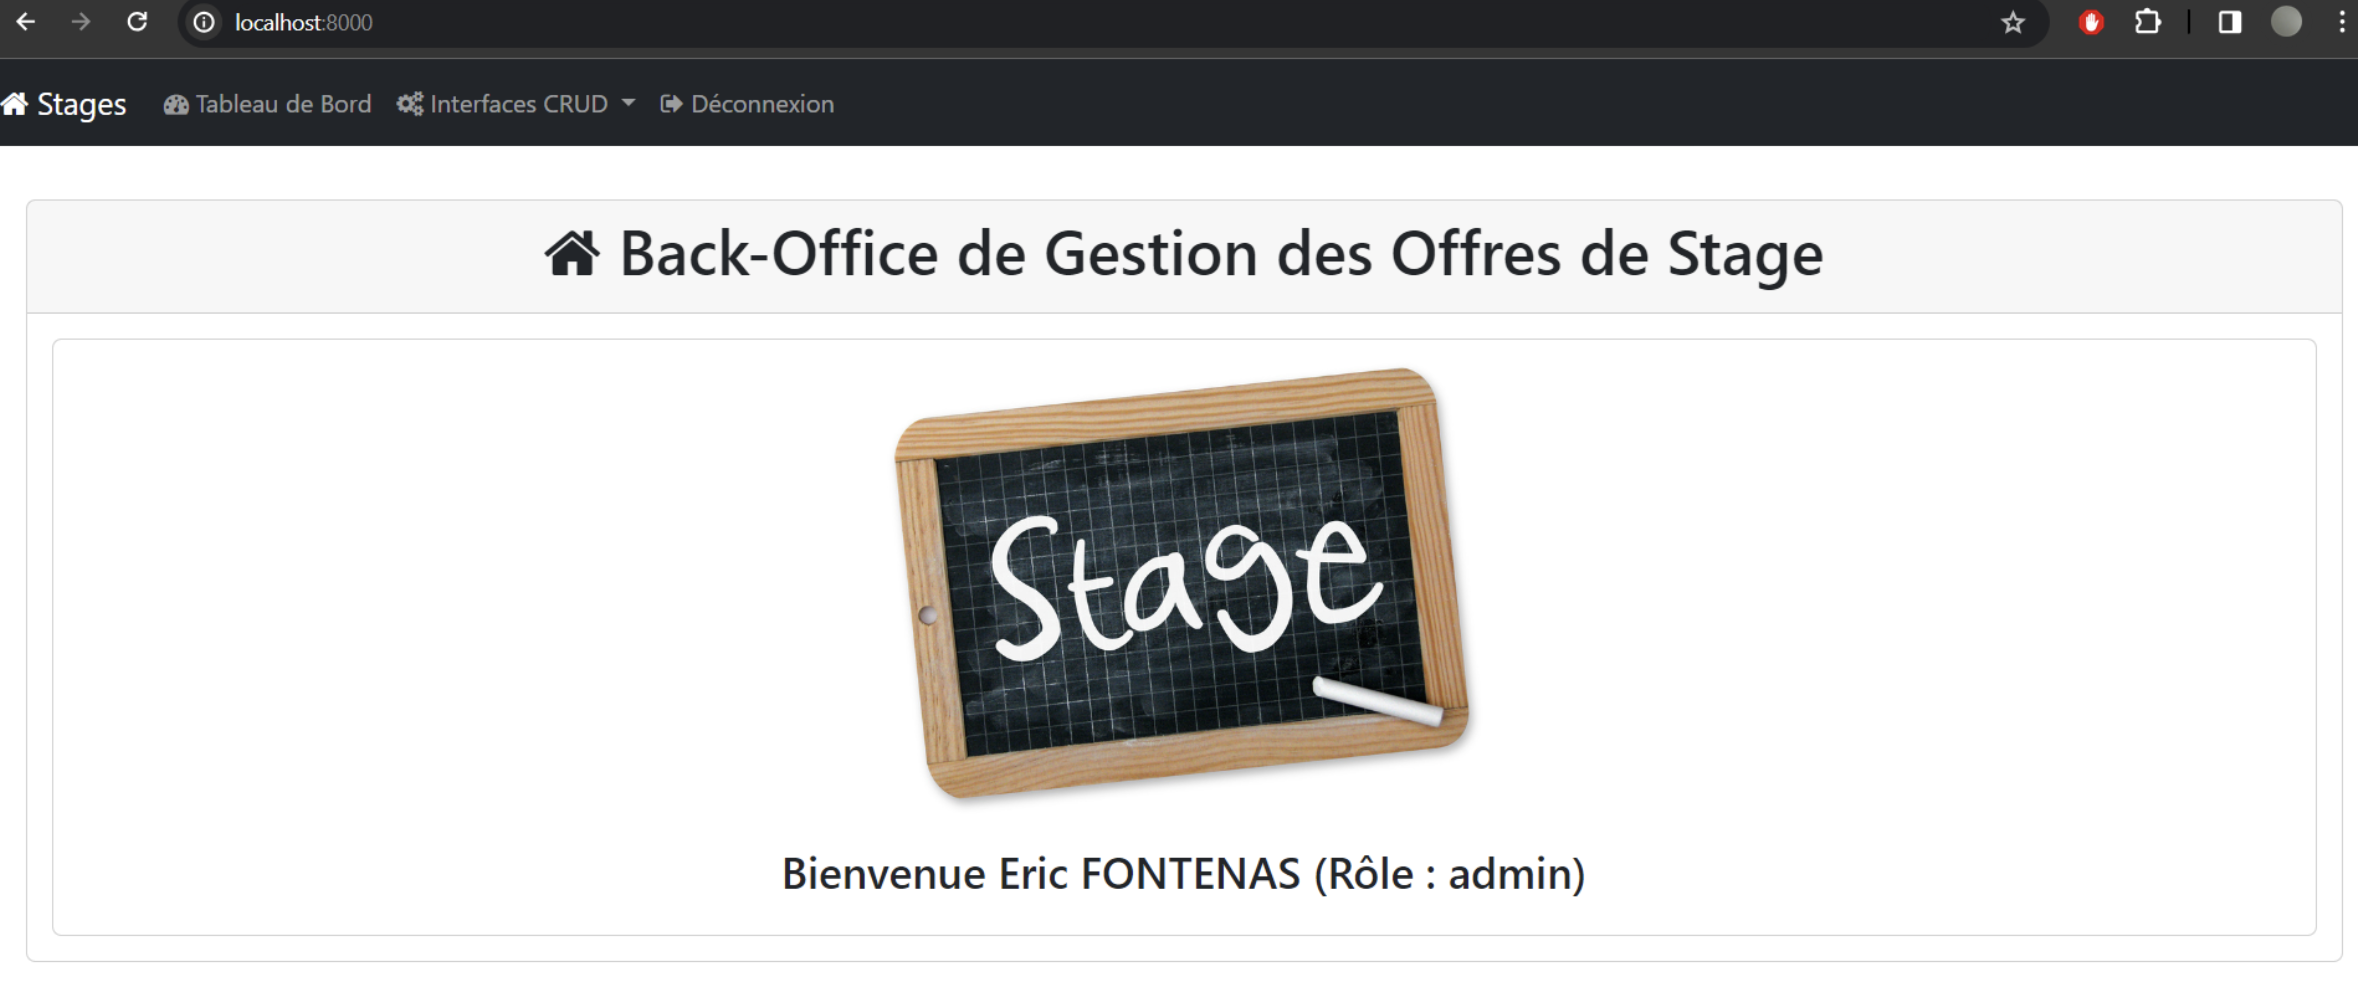 localhost:8000
Stages Tableau de Bord Interfaces CRUD Déconnexion
Back-Office de Gestion des Offres de Stage
Stage
Bienvenue Eric FONTENAS (Rôle : admin)